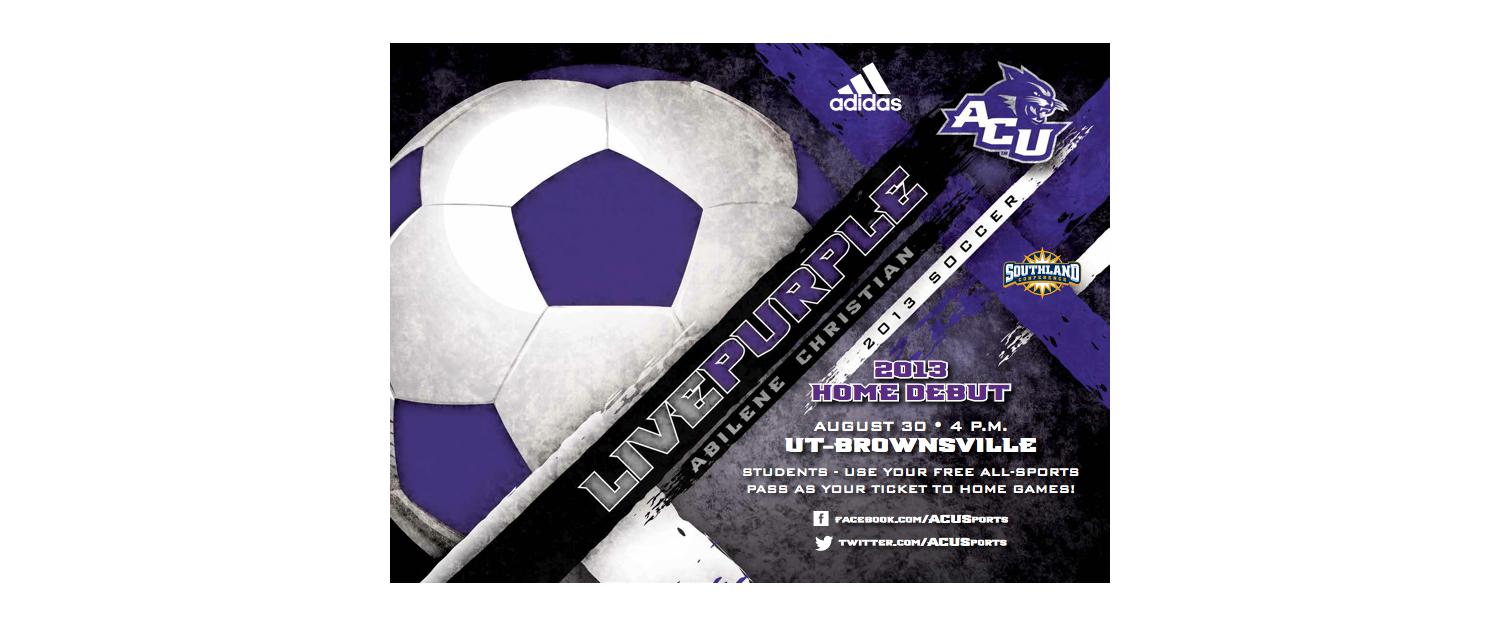 adidas
ACU
LIVEPURPLE
ABILENE CHRISTIAN
2013 SOCCER
SOUTHLAND
CONFERENCE
2013
HOME DEBUT
AUGUST 30 • 4 P.M.
UT-BROWNSVILLE
STUDENTS - USE YOUR FREE ALL-SPORTS
PASS AS YOUR TICKET TO HOME GAMES!
f FACEBOOK.COM/ACUSPORTS
TWITTER.COM/ACUSPORTS